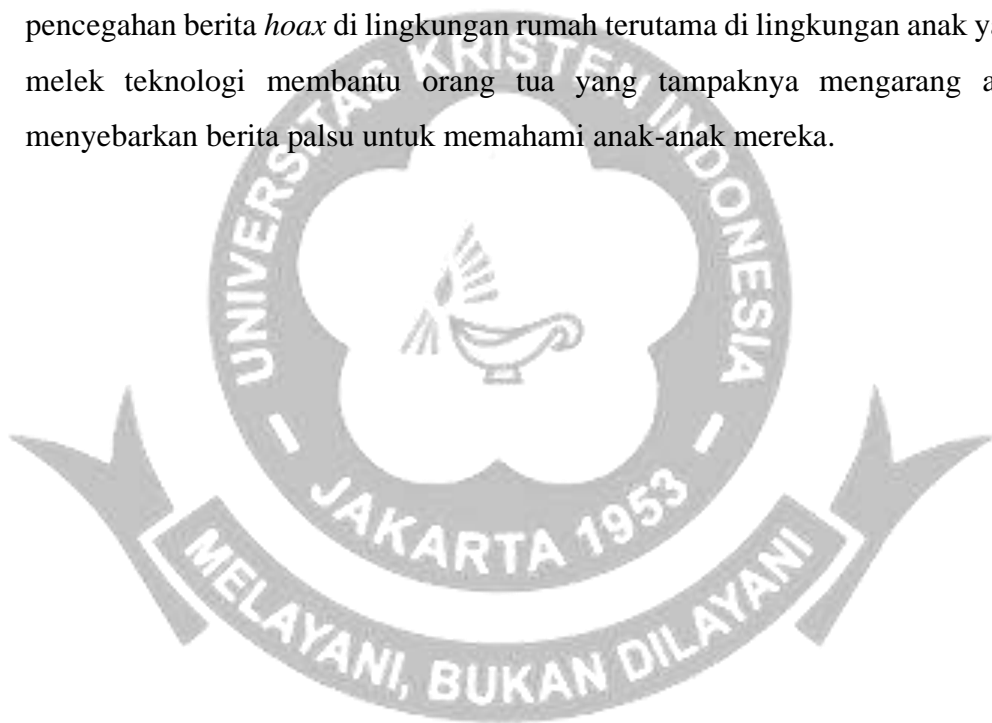 pencegahan berita hoax di lingkungan rumah terutama di lingkungan anak
melek teknologi membantu orang tua yang tampaknya mengarang
menyebarkan berita palsu untuk memahami anak-anak mereka.
UNIVERSITAS KRISTEN INDONESIA
- JAKARTA 1953 -
MELAYANI, BUKAN DILAYANI